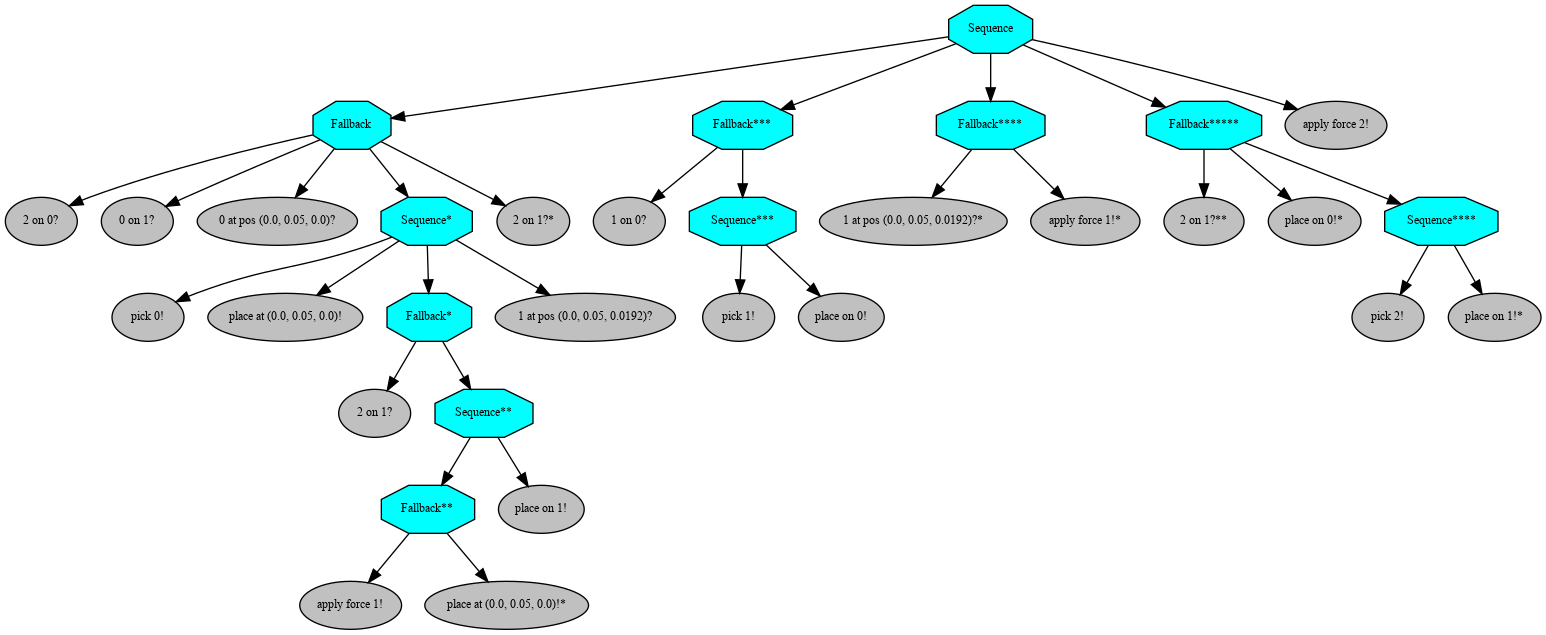 Sequence
Fallback
Fallback***
Fallback****
Fallback*****
apply force 2!
2 on 0?
0 on 1?
0 at pos (0.0, 0.05, 0.0)?
Sequence*
2 on 1?*
1 on 0?
Sequence***
1 at pos (0.0, 0.05, 0.0192)?*
apply force 1!*
2 on 1?**
place on 0!*
Sequence****
pick 0!
place at (0.0, 0.05, 0.0)!
Fallback*
1 at pos (0.0, 0.05, 0.0192)?
pick 1!
place on 0!
pick 2!
place on 1!*
2 on 1?
Sequence**
Fallback**
place on 1!
apply force 1!
place at (0.0, 0.05, 0.0)!*